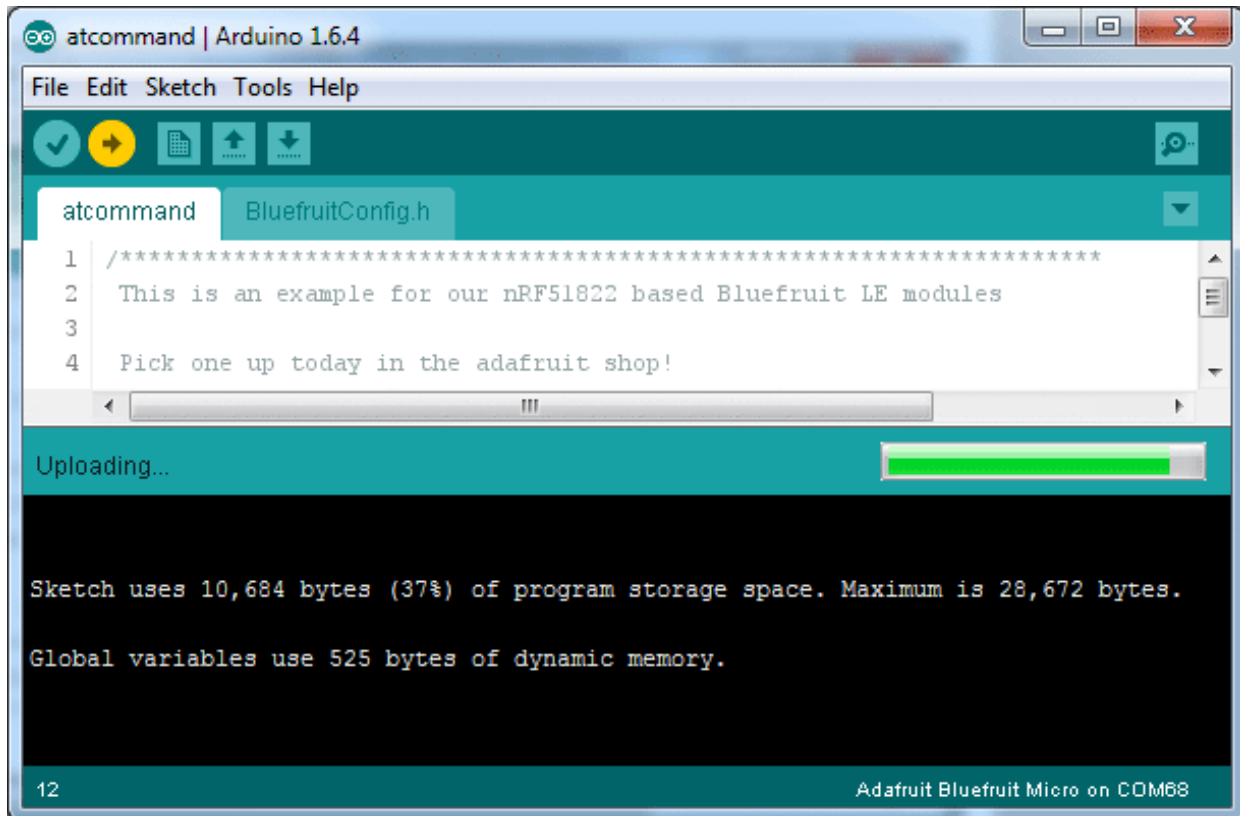 atcommand | Arduino 1.6.4
File Edit Sketch Tools Help
atcommand BluefruitConfig.h
1 /**********************************************************************
2 This is an example for our nRF51822 based Bluefruit LE modules
3
4 Pick one up today in the adafruit shop!
Uploading...
Sketch uses 10,684 bytes (37%) of program storage space. Maximum is 28,672 bytes.
Global variables use 525 bytes of dynamic memory.
12 Adafruit Bluefruit Micro on COM68